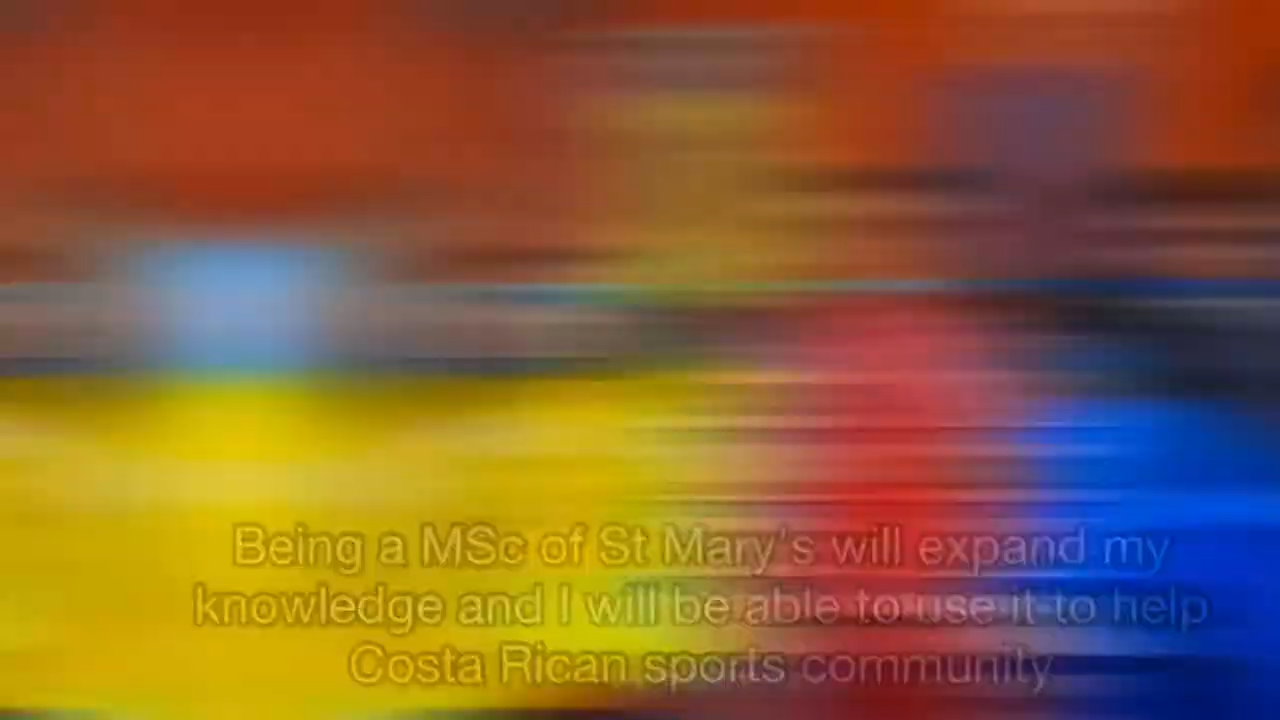 Being a MSc of St Mary's will expand my
knowledge and I will be able to use it to help
Costa Rican sports community